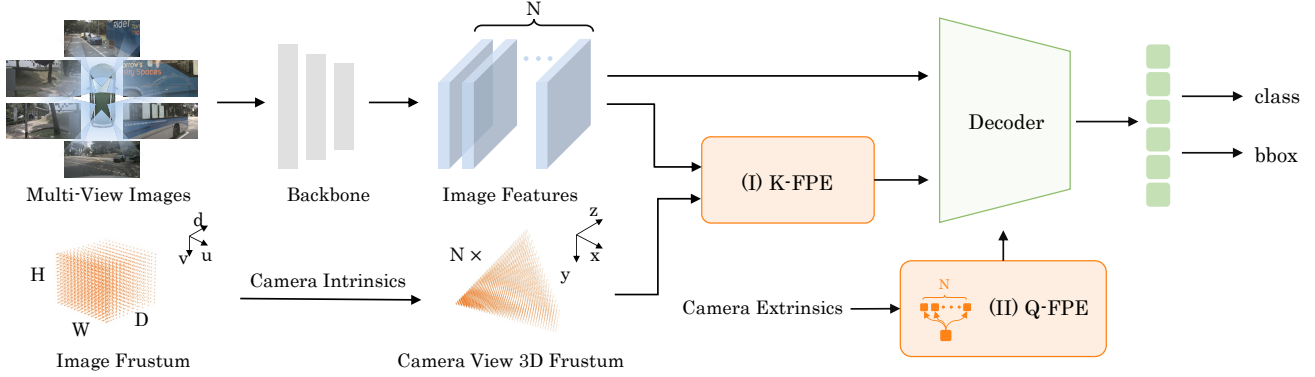 N
Ride!
Multi-View Images
Backbone
Image Features
(I) K-FPE
Decoder
class
bbox
d
u
v
H
W
D
Image Frustum
Camera Intrinsics
N ×
z
x
y
Camera View 3D Frustum
Camera Extrinsics
N
(II) Q-FPE